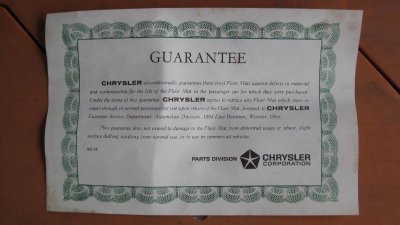 GUARANTEE
CHRYSLER unconditionally guarantees these vinyl Floor Mats against defects in material
and workmanship for the life of the Floor Mat in the passenger car for which they were purchased.
Under the terms of this guarantee, CHRYSLER agrees to replace any Floor Mat which tears or
wears through in normal passenger car use upon return of the Floor Mat, prepaid, to CHRYSLER
Customer Service Department, Automotive Division, 1804 East Bowman, Wooster, Ohio.
This guarantee does not extend to damage to the Floor Mat from abnormal usage or abuse, slight
surface dulling resulting from normal use, or to use in commercial vehicles.
PARTS DIVISION
CHRYSLER
CORPORATION